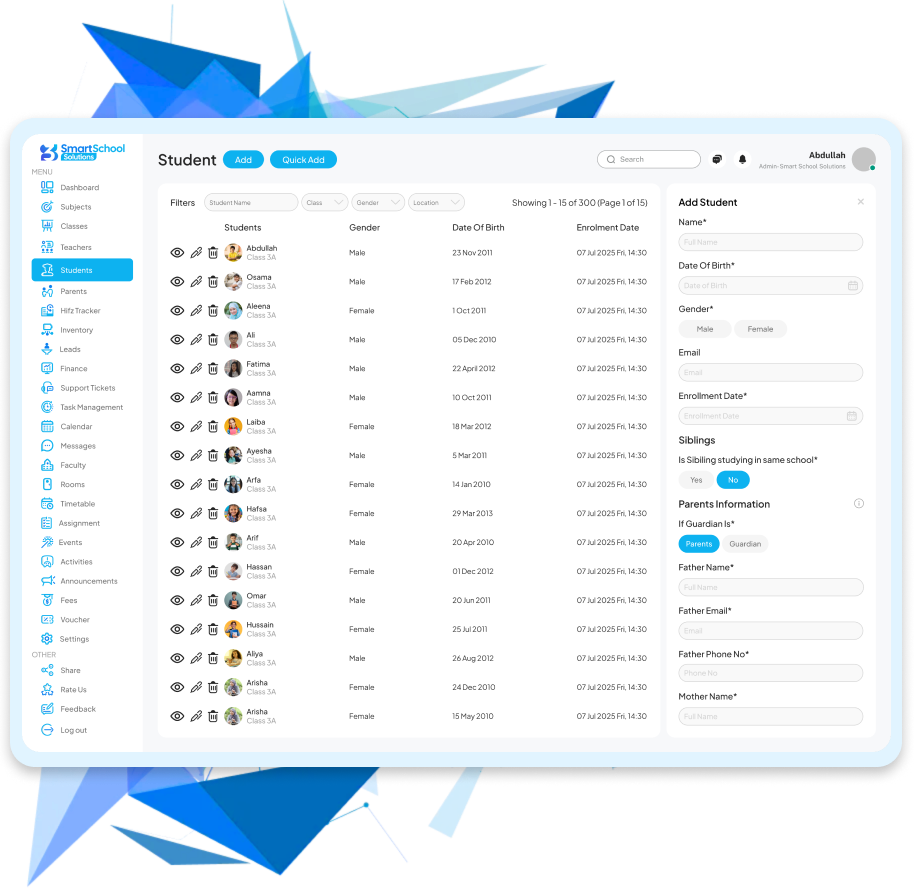 SmartSchool
Solutions
MENU
Dashboard
Subjects
Classes
Teachers
Students
Parents
Hifz Tracker
Inventory
Leads
Finance
Support Tickets
Task Management
Calendar
Messages
Faculty
Rooms
Timetable
Assignment
Events
Activities
Announcements
Fees
Voucher
Settings
OTHER
Share
Rate Us
Feedback
Log out
Student Add Quick Add
Search
Abdullah
Admin-Smart School Solutions
Filters Student Name Class Gender Location Showing 1 - 15 of 300 (Page 1 of 15)
Students Gender Date Of Birth Enrolment Date
Abdullah
Class 3A Male 23 Nov 2011 07 Jul 2025 Fri, 14:30
Osama
Class 3A Male 17 Feb 2012 07 Jul 2025 Fri, 14:30
Aleena
Class 3A Female 1 Oct 2011 07 Jul 2025 Fri, 14:30
Ali
Class 3A Male 05 Dec 2010 07 Jul 2025 Fri, 14:30
Fatima
Class 3A Male 22 April 2012 07 Jul 2025 Fri, 14:30
Aamna
Class 3A Male 10 Oct 2011 07 Jul 2025 Fri, 14:30
Laiba
Class 3A Female 18 Mar 2012 07 Jul 2025 Fri, 14:30
Ayesha
Class 3A Male 5 Mar 2011 07 Jul 2025 Fri, 14:30
Arfa
Class 3A Female 14 Jan 2010 07 Jul 2025 Fri, 14:30
Hafsa
Class 3A Female 29 Mar 2013 07 Jul 2025 Fri, 14:30
Arif
Class 3A Male 20 Apr 2010 07 Jul 2025 Fri, 14:30
Hassan
Class 3A Female 01 Dec 2012 07 Jul 2025 Fri, 14:30
Omar
Class 3A Male 20 Jun 2011 07 Jul 2025 Fri, 14:30
Hussain
Class 3A Female 25 Jul 2011 07 Jul 2025 Fri, 14:30
Aliya
Class 3A Male 26 Aug 2012 07 Jul 2025 Fri, 14:30
Arisha
Class 3A Female 24 Dec 2010 07 Jul 2025 Fri, 14:30
Arisha
Class 3A Female 15 May 2010 07 Jul 2025 Fri, 14:30
Add Student
Name*
Full Name
Date Of Birth*
Date of Birth
Gender*
Male Female
Email
Email
Enrollment Date*
Enrollment Date
Siblings
Is Sibiling studying in same school*
Yes No
Parents Information
If Guardian Is*
Parents Guardian
Father Name*
Full Name
Father Email*
Email
Father Phone No*
Phone No
Mother Name*
Full Name